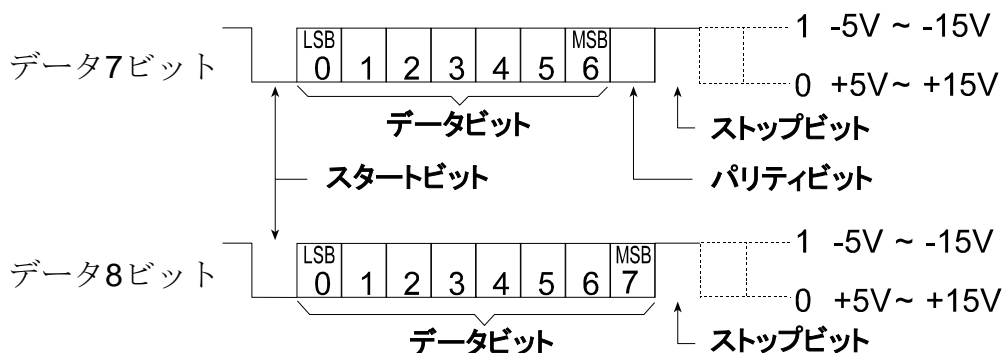 1 -5V ~ -15V
データ7ビット
LSB MSB
0 1 2 3 4 5 6
0 +5V~ +15V
データビット
ストップビット
スタートビット
パリティビット
1 -5V ~ -15V
データ8ビット
LSB MSB
0 1 2 3 4 5 6 7
0 +5V~ +15V
データビット
ストップビット